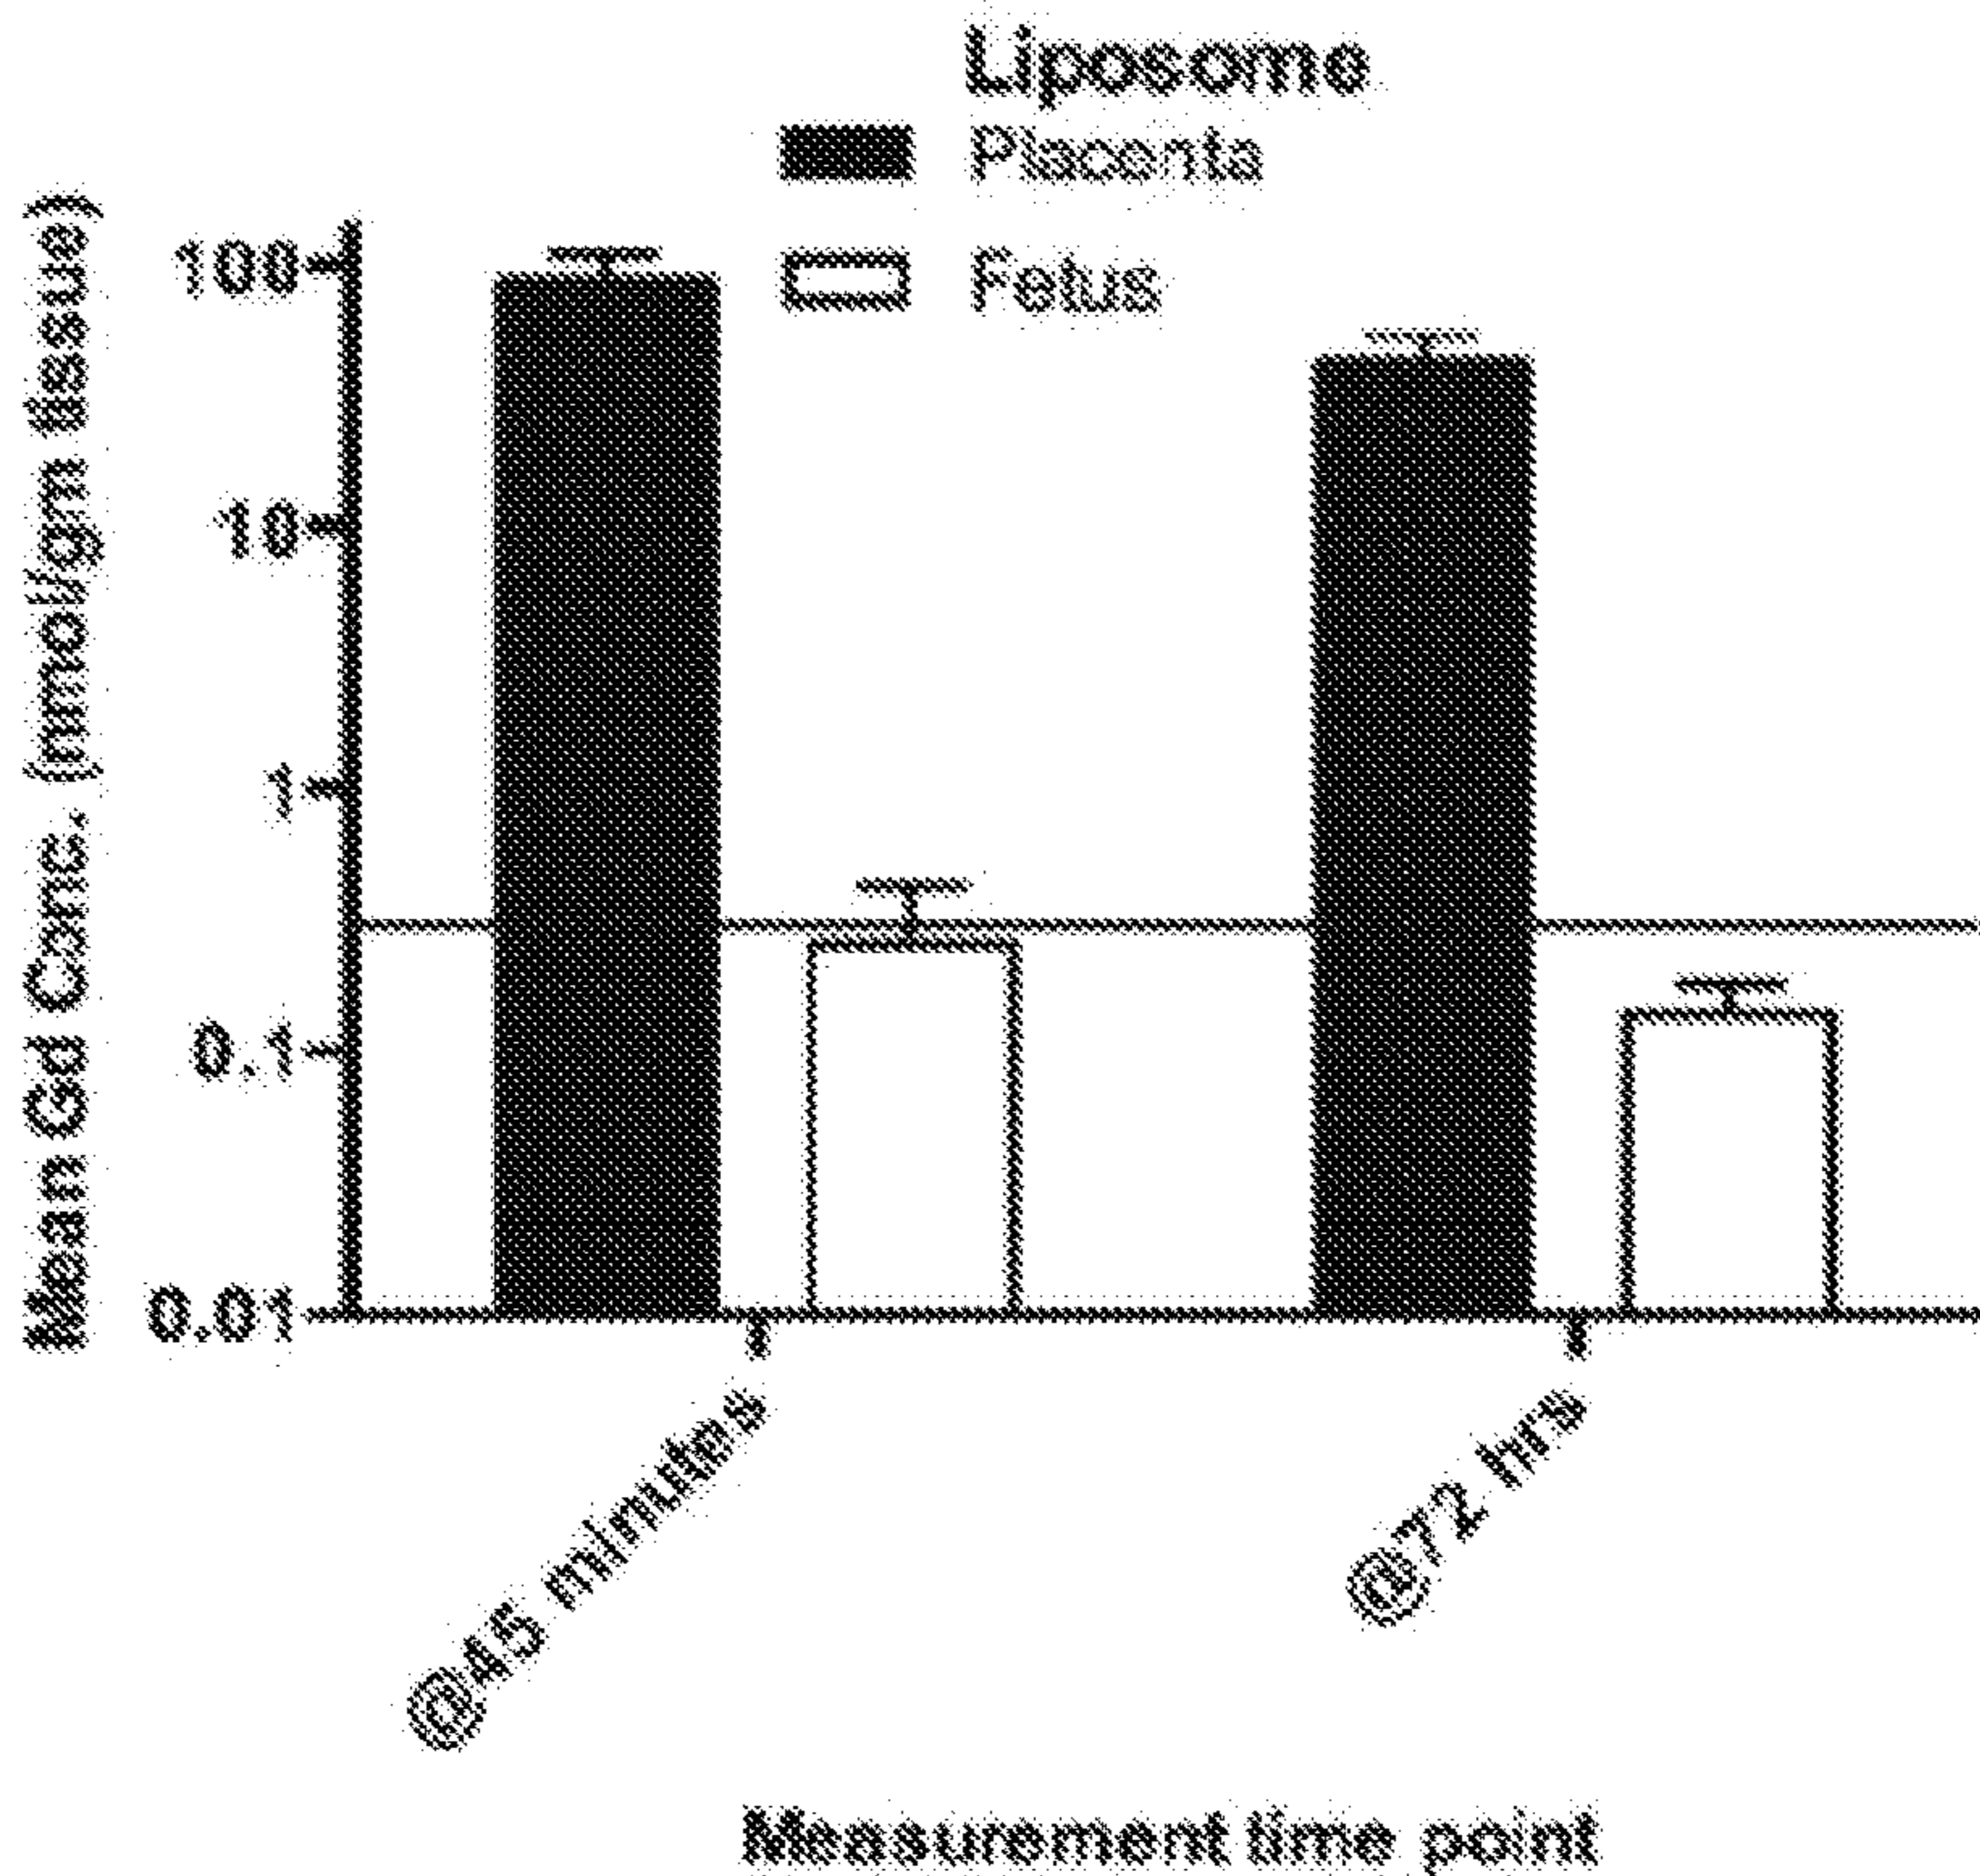 Liposome
Placenta
Fetus
Mean Gd Conc. (nmol/gm tissue)
100
10
1
0.1
0.01
@45 minutes
@72 hrs
Measurement time point